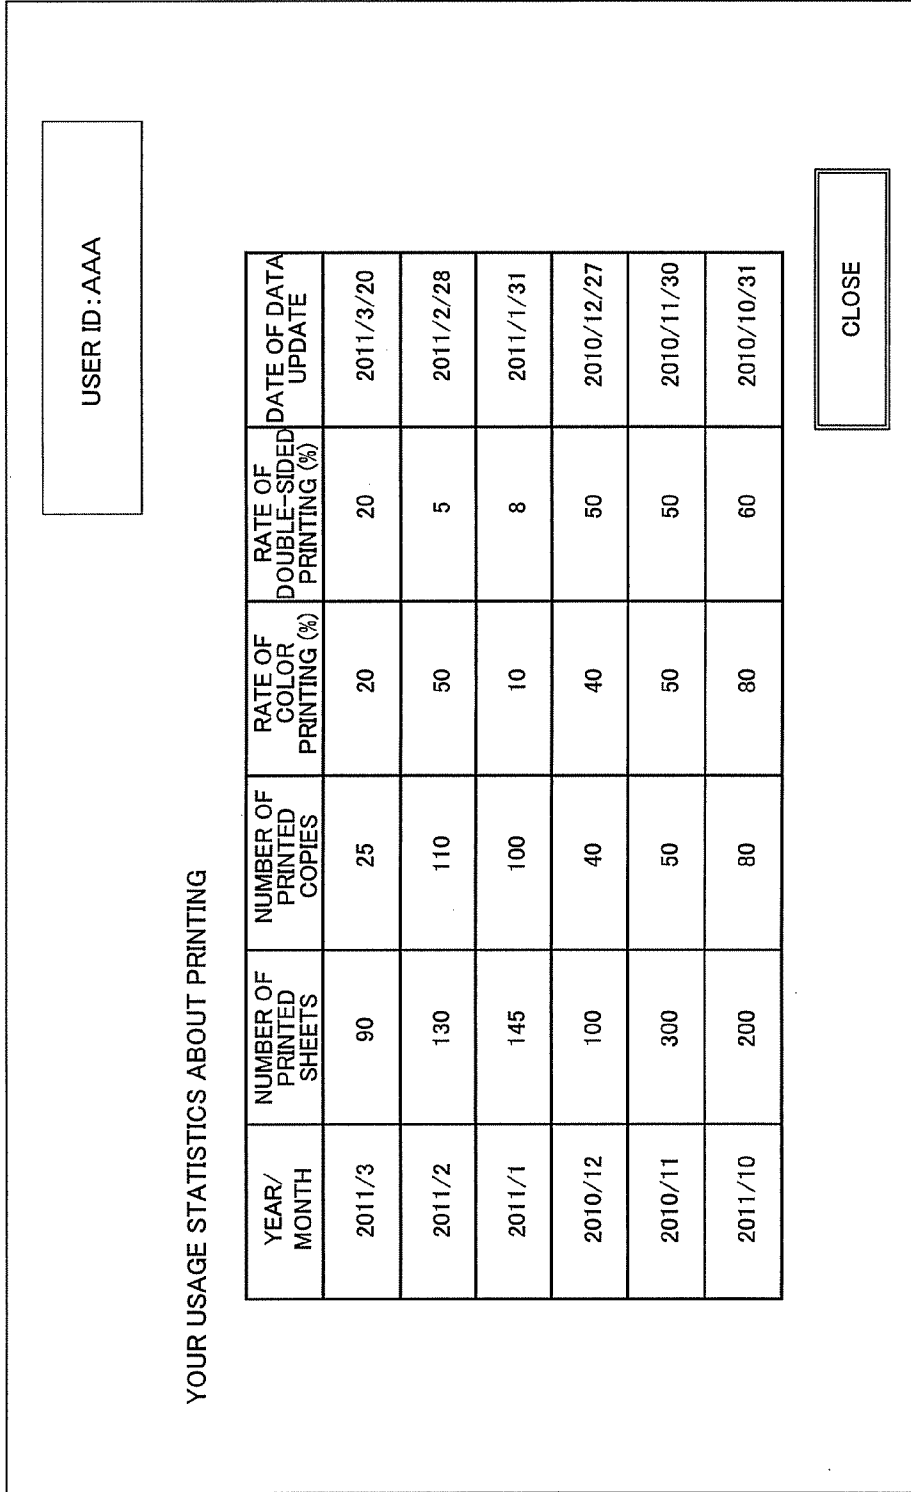 USER ID : AAA
YOUR USAGE STATISTICS ABOUT PRINTING
YEAR/
MONTH
NUMBER OF
PRINTED
SHEETS
NUMBER OF
PRINTED
COPIES
RATE OF
COLOR
PRINTING (%)
RATE OF
DOUBLE-SIDED
PRINTING (%)
DATE OF DATA
UPDATE
2011/3 90 25 20 20 2011/3/20
2011/2 130 110 50 5 2011/2/28
2011/1 145 100 10 8 2011/1/31
2010/12 100 40 40 50 2010/12/27
2010/11 300 50 50 50 2010/11/30
2011/10 200 80 80 60 2010/10/31
CLOSE